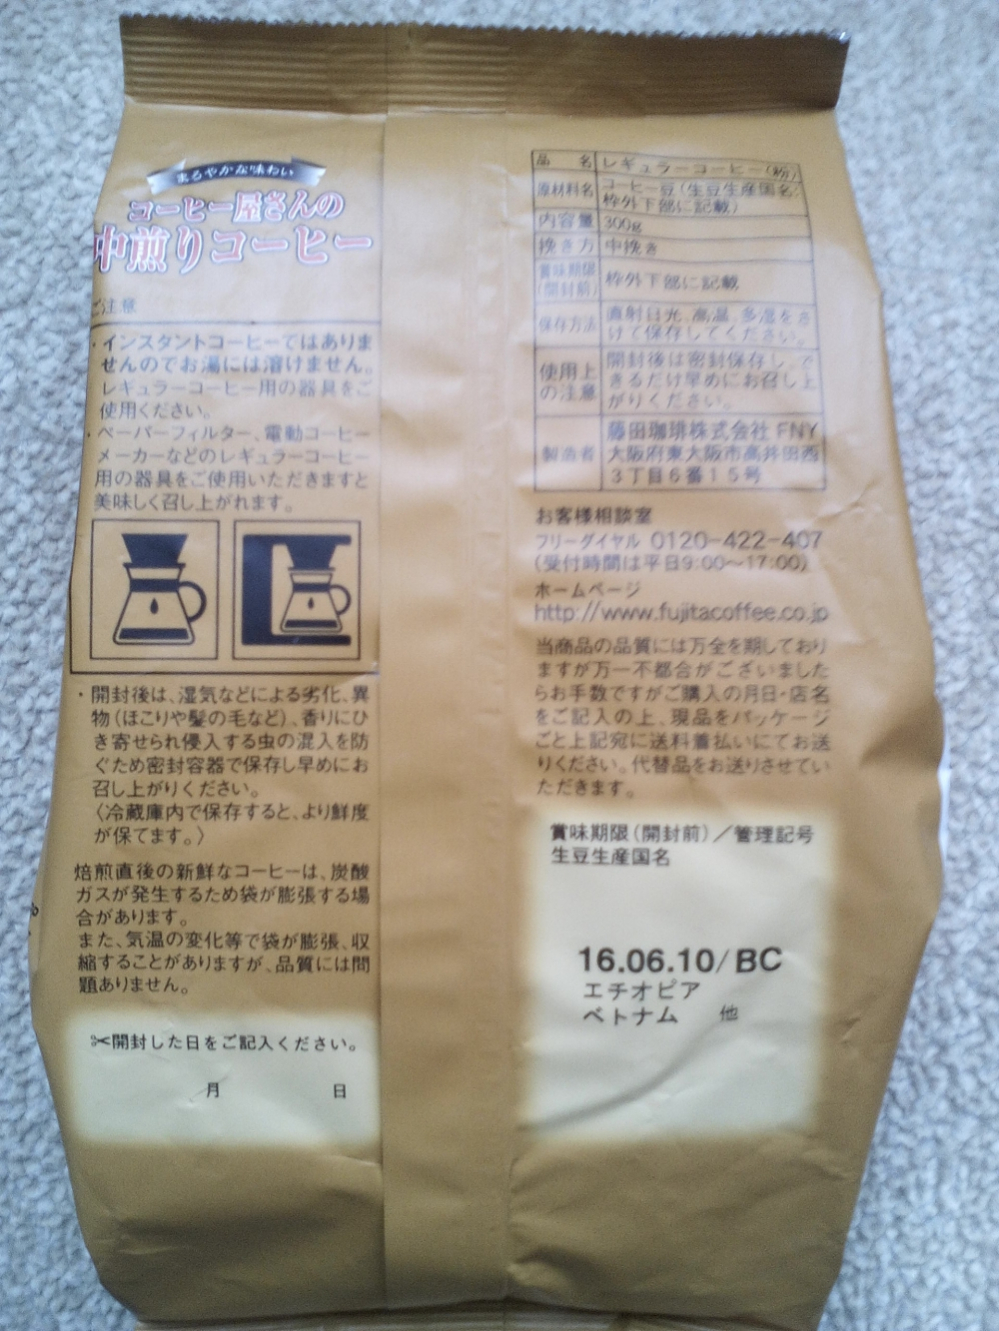 まろやかな味わい
コーヒー屋さんの
中煎りコーヒー
ご注意
・インスタントコーヒーではありま
せんのでお湯には溶けません。
レギュラーコーヒー用の器具をご
使用ください。
・ペーパーフィルター、電動コーヒー
メーカーなどのレギュラーコーヒー
用の器具をご使用いただきますと
美味しく召し上がれます。
・開封後は、湿気などによる劣化、異
物(ほこりや髪の毛など)、香りにひ
き寄せられ侵入する虫の混入を防
ぐため密封容器で保存し早めにお
召し上がりください。
〈冷蔵庫内で保存すると、より鮮度
が保てます。〉
焙煎直後の新鮮なコーヒーは、炭酸
ガスが発生するため袋が膨張する場
合があります。
また、気温の変化等で袋が膨張、収
縮することがありますが、品質には問
題ありません。
✂開封した日をご記入ください。
月 日
品名 レギュラーコーヒー(粉)
原材料名 コーヒー豆(生豆生産国名:
枠外下部に記載)
内容量 300g
挽き方 中挽き
賞味期限
(開封前) 枠外下部に記載
保存方法 直射日光、高温、多湿をさ
けて保存してください。
使用上
の注意 開封後は密封保存し、で
きるだけ早めにお召し上
がりください。
製造者 藤田珈琲株式会社 FNY
大阪府東大阪市高井田西
3丁目6番15号
お客様相談室
フリーダイヤル 0120-422-407
(受付時間は平日9:00〜17:00)
ホームページ
http://www.fujitacoffee.co.jp
当商品の品質には万全を期しており
ますが万一不都合がございました
らお手数ですがご購入の月日・店名
をご記入の上、現品をパッケージ
ごと上記宛に送料着払いにてお送
りください。代替品をお送りさせてい
ただきます。
賞味期限(開封前)／管理記号
生豆生産国名
16.06.10/BC
エチオピア
ベトナム 他